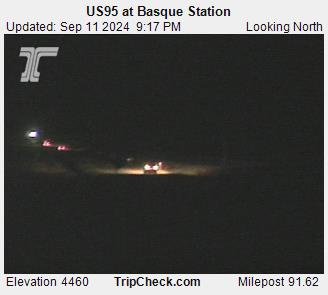 US95 at Basque Station
Updated: Sep 11 2024  9:17 PM
Looking North
Elevation 4460
TripCheck.com
Milepost 91.62